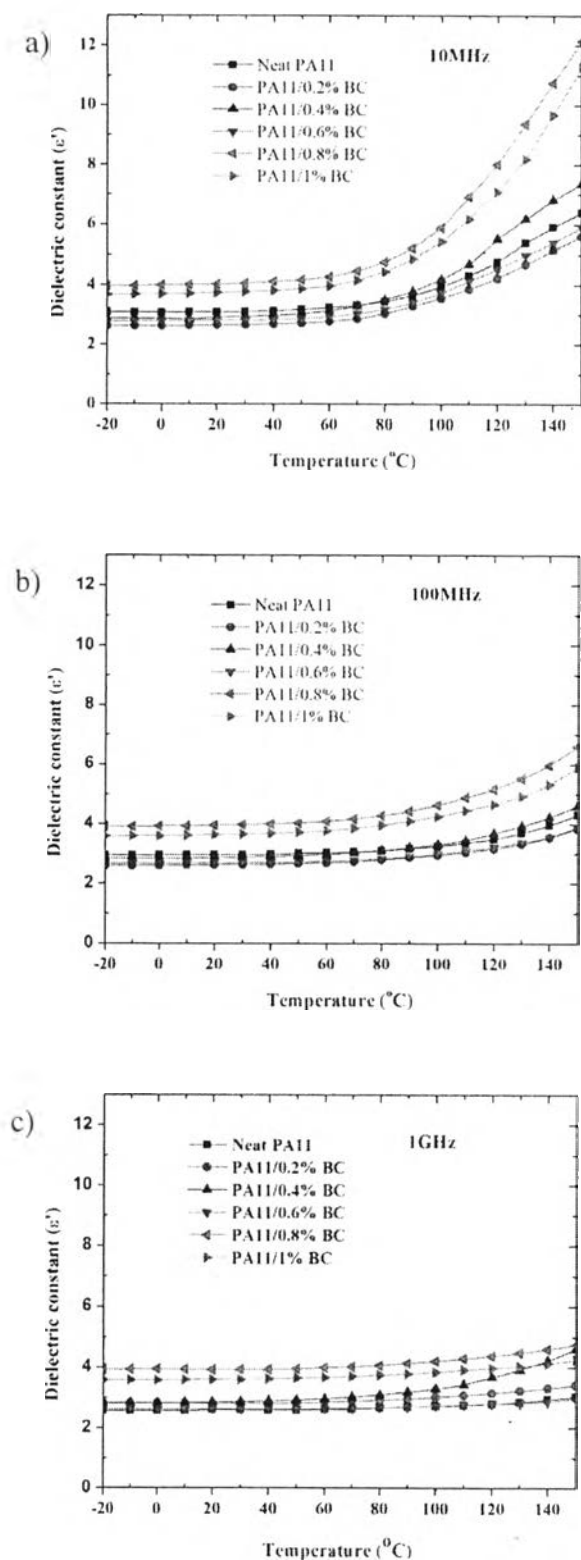 a)
10MHz
Neat PA11
PA11/0.2% BC
PA11/0.4% BC
PA11/0.6% BC
PA11/0.8% BC
PA11/1% BC
Dielectric constant (ε')
12
10
8
6
4
2
0
-20 0 20 40 60 80 100 120 140
Temperature (°C)
b)
100MHz
Neat PA11
PA11/0.2% BC
PA11/0.4% BC
PA11/0.6% BC
PA11/0.8% BC
PA11/1% BC
Dielectric constant (ε')
12
10
8
6
4
2
0
-20 0 20 40 60 80 100 120 140
Temperature (°C)
c)
1GHz
Neat PA11
PA11/0.2% BC
PA11/0.4% BC
PA11/0.6% BC
PA11/0.8% BC
PA11/1% BC
Dielectric constant (ε')
12
10
8
6
4
2
0
-20 0 20 40 60 80 100 120 140
Temperature (°C)